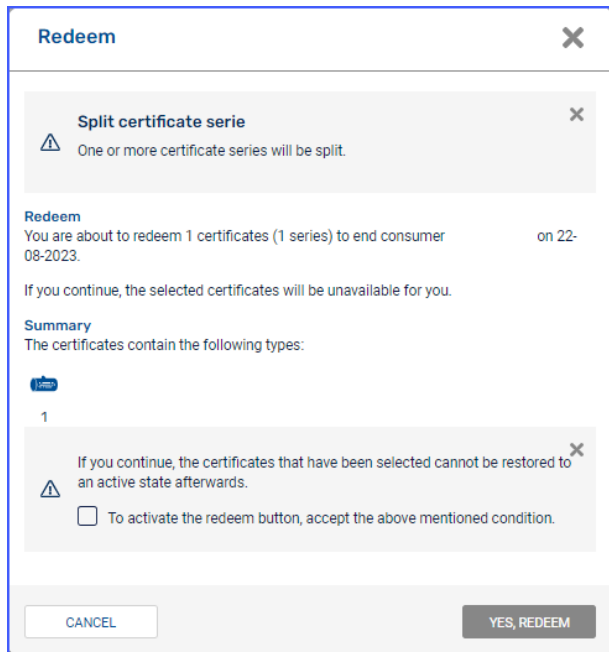 Redeem
Split certificate serie
One or more certificate series will be split.
Redeem
You are about to redeem 1 certificates (1 series) to end consumer on 22-
08-2023.
If you continue, the selected certificates will be unavailable for you.
Summary
The certificates contain the following types:
1
If you continue, the certificates that have been selected cannot be restored to
an active state afterwards.
To activate the redeem button, accept the above mentioned condition.
CANCEL
YES, REDEEM